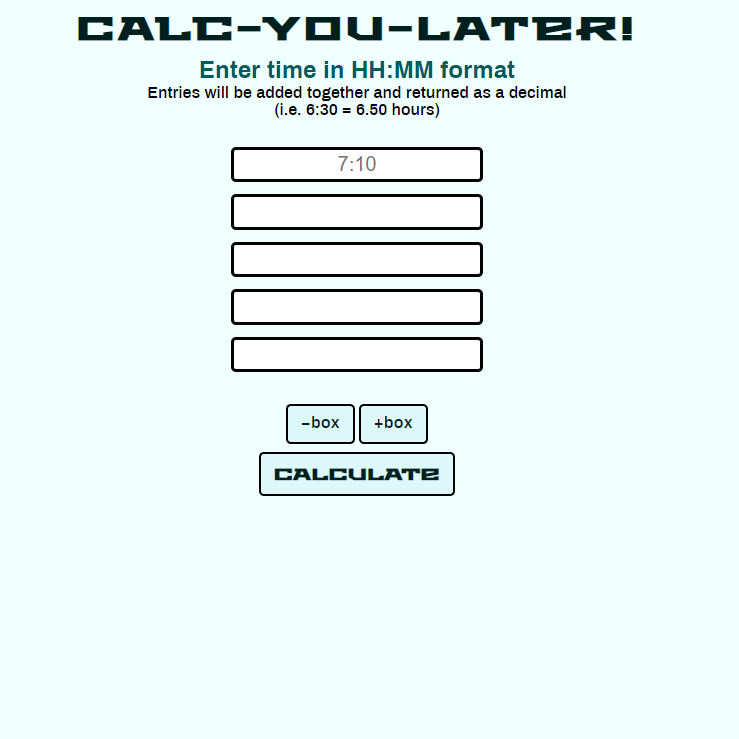 CALC-YOU-LATER!
Enter time in HH:MM format
Entries will be added together and returned as a decimal
(i.e. 6:30 = 6.50 hours)
7:10
-box +box
CALCULATE